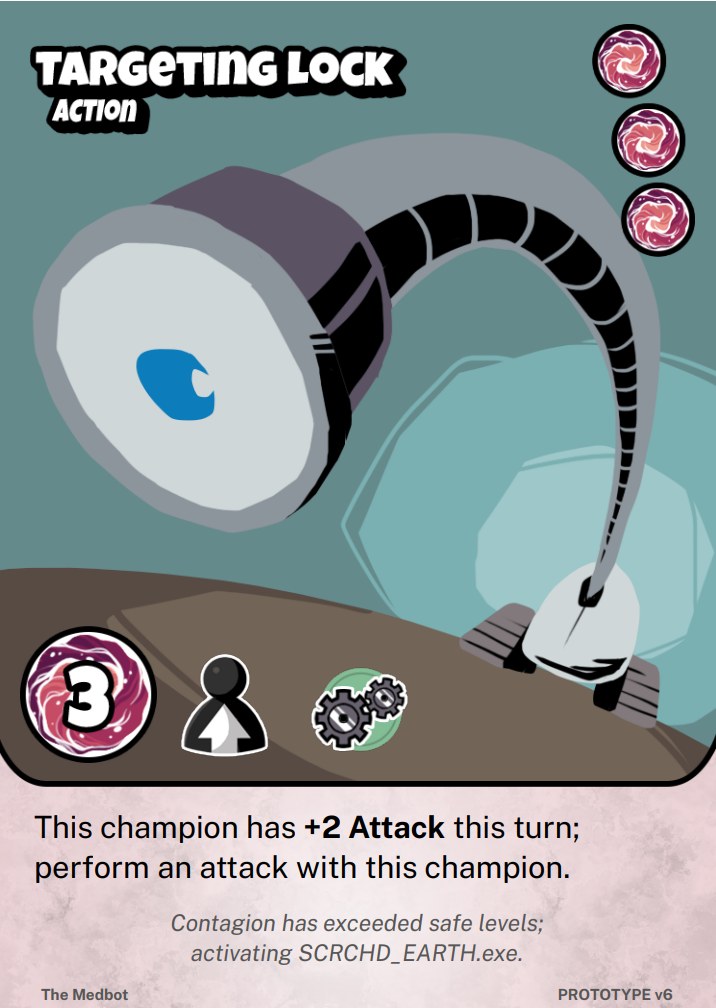 TARGETING LOCK
ACTION
3
This champion has +2 Attack this turn;
perform an attack with this champion.
Contagion has exceeded safe levels;
activating SCRCHD_EARTH.exe.
The Medbot
PROTOTYPE v6